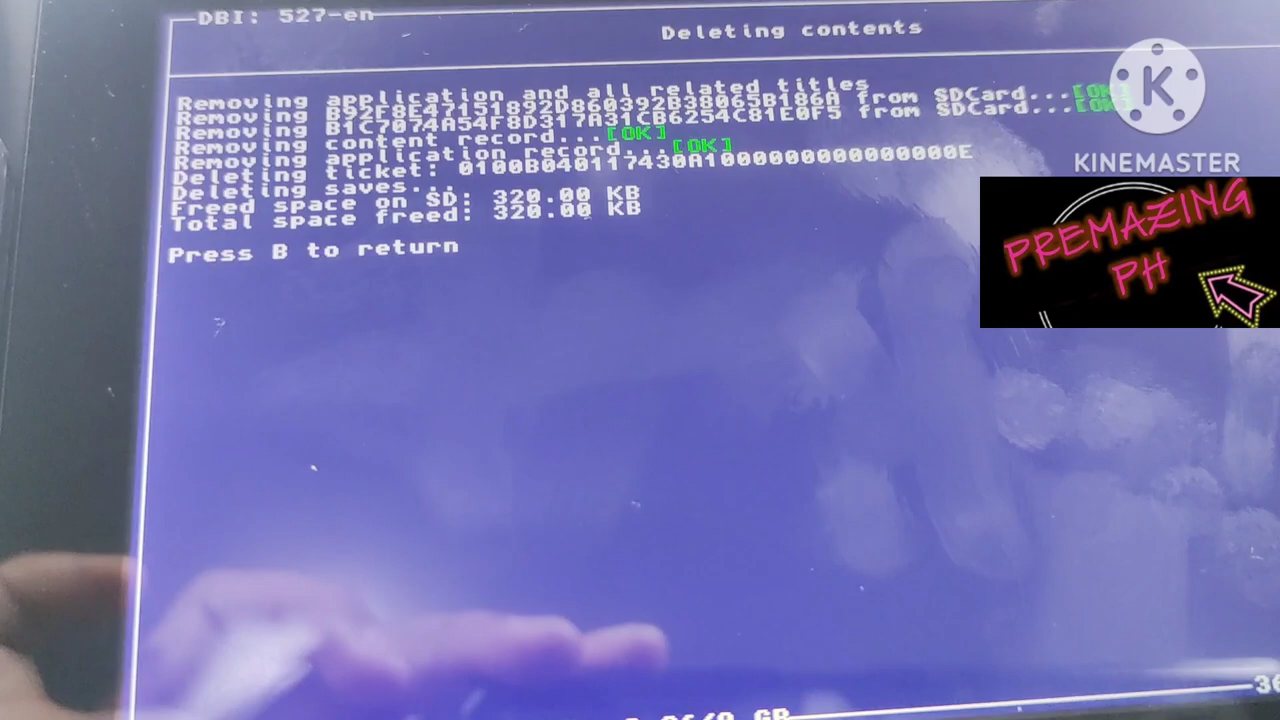 DBI: 527-en
Deleting contents
Removing application and all related titles
Removing B92F8E47151892D860392B38065B186A from SDCard...[OK]
Removing B1C7074A54F8D317A31CB6254C81E0F5 from SDCard...[OK]
Removing content record...[OK]
Removing application record...[OK]
Deleting ticket: 0100B040117430A1000000000000000E
Deleting saves...
Freed space on SD: 320.00 KB
Total space freed: 320.00 KB
Press B to return
K
KINEMASTER
PREMAZING
PH